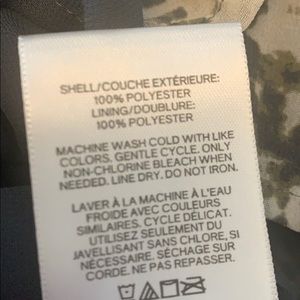 SHELL/COUCHE EXTÉRIEURE:
100% POLYESTER
LINING/DOUBLURE:
100% POLYESTER
MACHINE WASH COLD WITH LIKE
COLORS. GENTLE CYCLE. ONLY
NON-CHLORINE BLEACH WHEN
NEEDED. LINE DRY. DO NOT IRON.
LAVER À LA MACHINE À L'EAU
FROIDE AVEC COULEURS
SIMILAIRES. CYCLE DÉLICAT.
UTILISEZ SEULEMENT DU
JAVELLISANT SANS CHLORE, SI
NÉCESSAIRE. SÉCHAGE SUR
CORDE. NE PAS REPASSER.